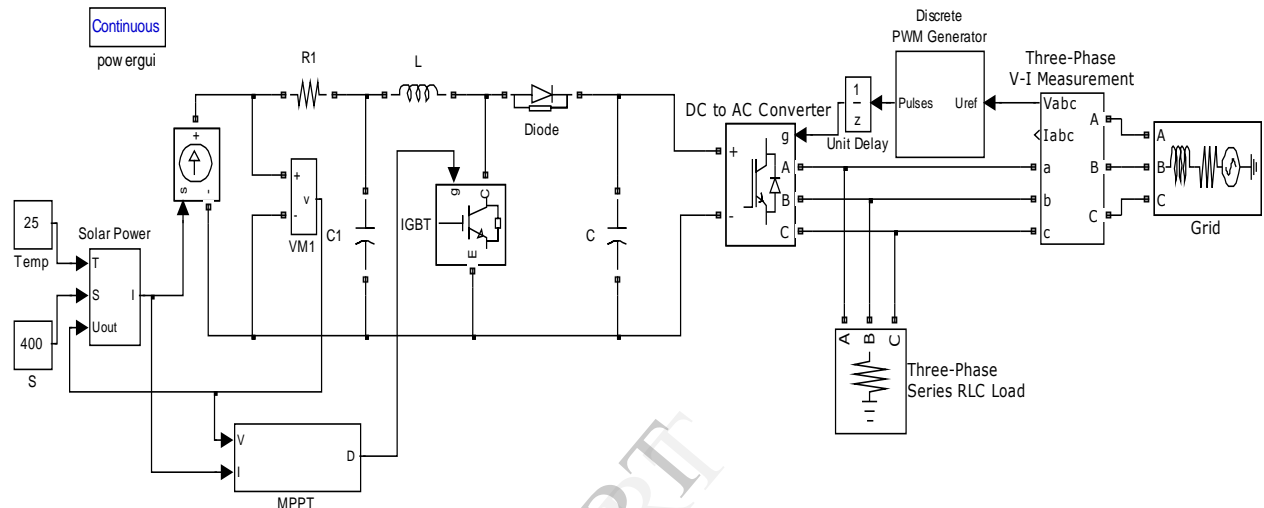 Continuous
powergui
R1
L
Diode
DC to AC Converter
Discrete
PWM Generator
Pulses
Uref
1
z
Unit Delay
Three-Phase
V-I Measurement
Vabc
Iabc
a
b
c
A
B
C
A
B
C
Grid
+
s
-
+
v
-
VM1
C1
g
C
E
IGBT
C
+
-
g
A
B
C
25
Temp
400
S
Solar Power
T
S
I
Uout
V
I
D
MPPT
A
B
C
Three-Phase
Series RLC Load
RT